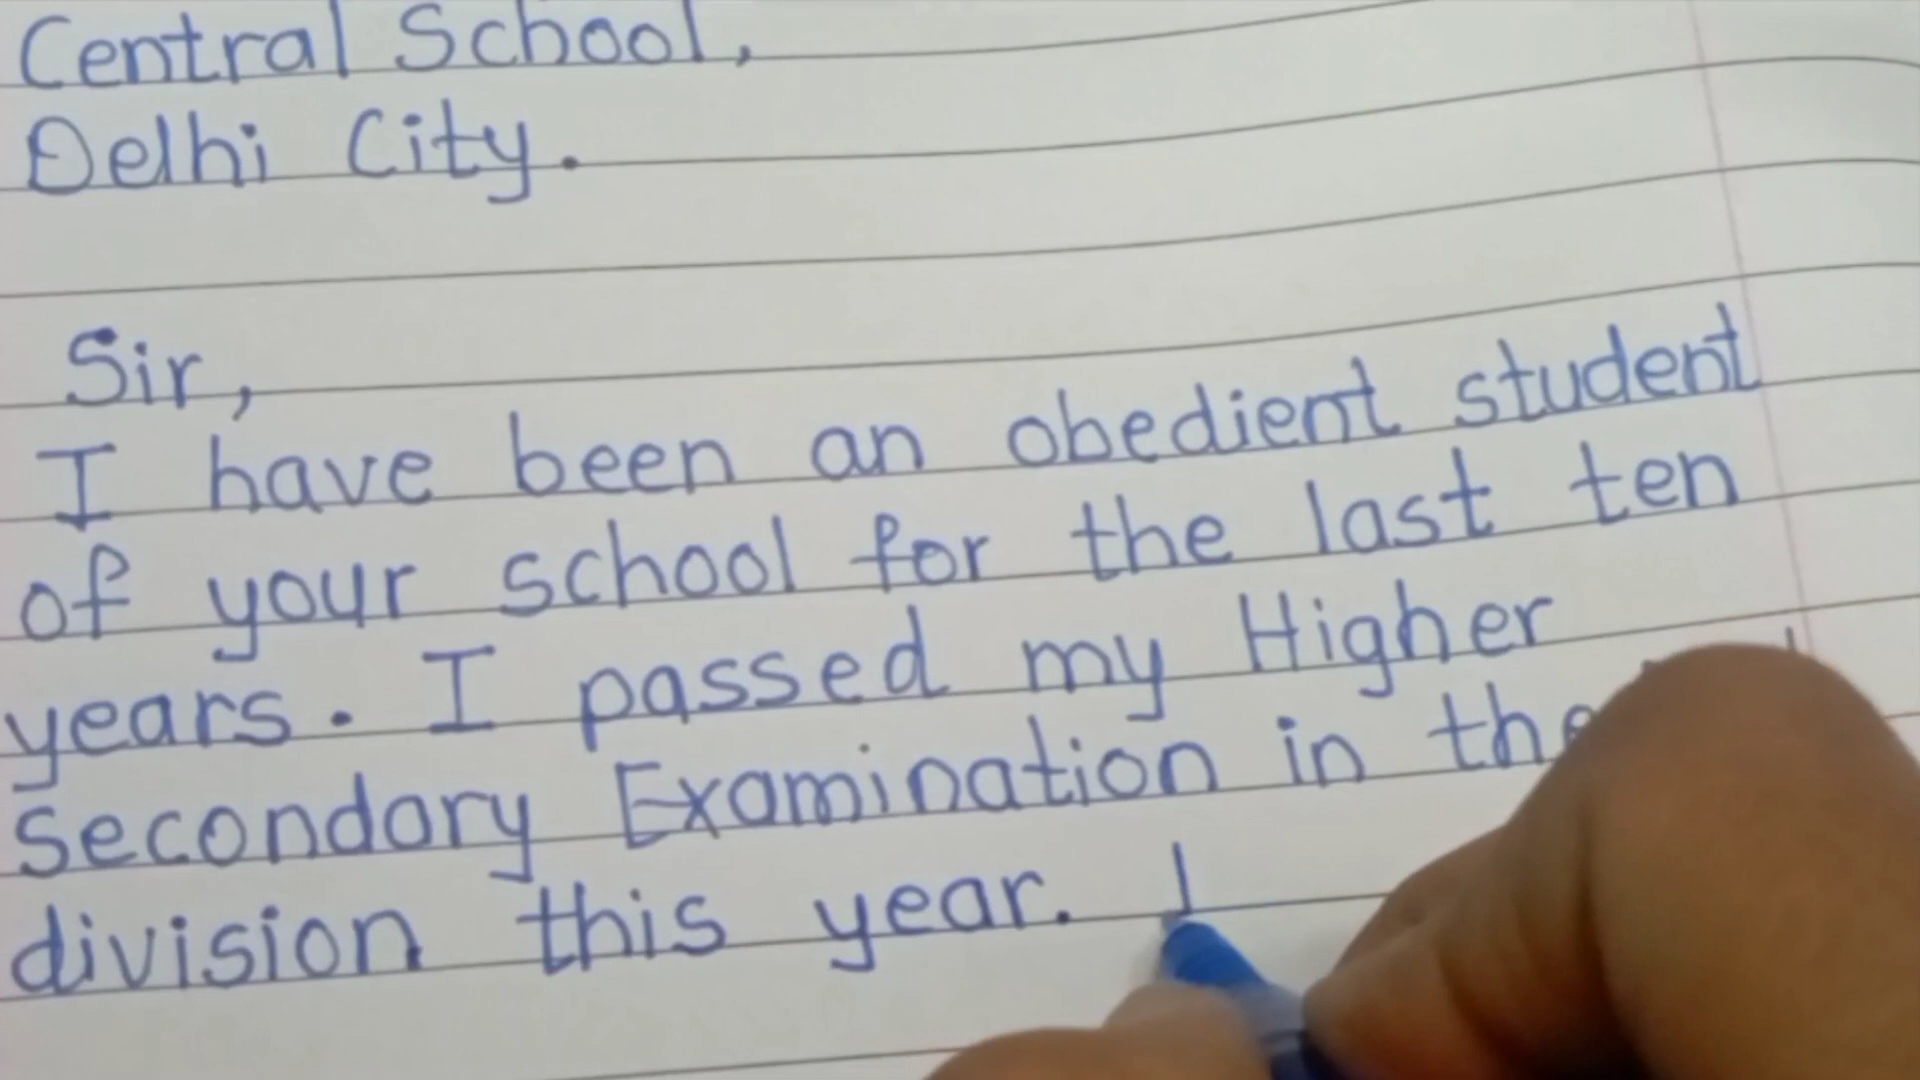 Central School,
Delhi City.
Sir,
I have been an obedient student
of your school for the last ten
years. I passed my Higher
Secondary Examination in the
division this year.